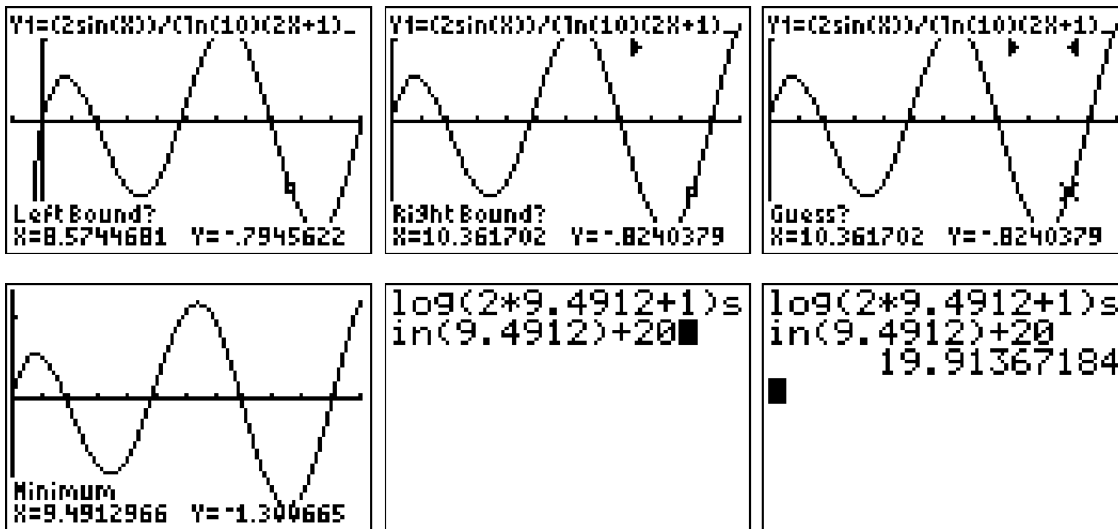 Y1=(2sin(X))/(ln(10)(2X+1)_
Left Bound?
X=8.5744681 Y=-.7945622
Y1=(2sin(X))/(ln(10)(2X+1)_
Right Bound?
X=10.361702 Y=-.8240379
Y1=(2sin(X))/(ln(10)(2X+1)_
Guess?
X=10.361702 Y=-.8240379
Minimum
X=9.4912966 Y=-1.300665
log(2*9.4912+1)s
in(9.4912)+20
log(2*9.4912+1)s
in(9.4912)+20
19.91367184